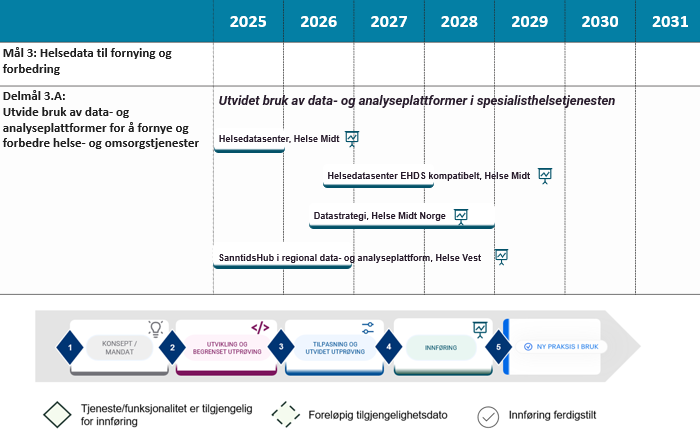 2025 2026 2027 2028 2029 2030 2031
Mål 3: Helsedata til fornying og
forbedring
Delmål 3.A:
Utvide bruk av data- og
analyseplattformer for å fornye og
forbedre helse- og omsorgstjenester
Utvidet bruk av data- og analyseplattformer i spesialisthelsetjenesten
Helsedatasenter, Helse Midt
Helsedatasenter EHDS kompatibelt, Helse Midt
Datastrategi, Helse Midt Norge
SanntidsHub i regional data- og analyseplattform, Helse Vest
1
KONSEPT /
MANDAT
2
</>
UTVIKLING OG
BEGRENSET UTPRØVING
3
TILPASNING OG
UTVIDET UTPRØVING
4
INNFØRING
5
NY PRAKSIS I BRUK
Tjeneste/funksjonalitet er tilgjengelig
for innføring
Foreløpig tilgjengelighetsdato
Innføring ferdigstilt